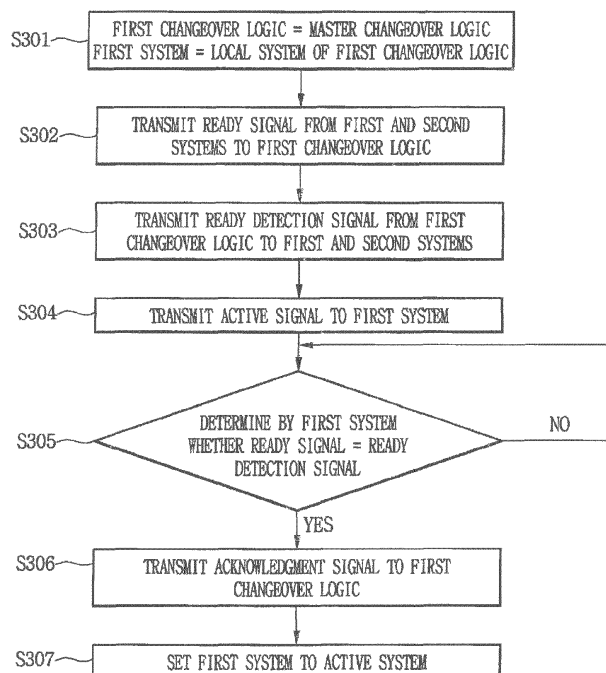 S301
FIRST CHANGEOVER LOGIC = MASTER CHANGEOVER LOGIC
FIRST SYSTEM = LOCAL SYSTEM OF FIRST CHANGEOVER LOGIC
S302
TRANSMIT READY SIGNAL FROM FIRST AND SECOND
SYSTEMS TO FIRST CHANGEOVER LOGIC
S303
TRANSMIT READY DETECTION SIGNAL FROM FIRST
CHANGEOVER LOGIC TO FIRST AND SECOND SYSTEMS
S304
TRANSMIT ACTIVE SIGNAL TO FIRST SYSTEM
S305
DETERMINE BY FIRST SYSTEM
WHETHER READY SIGNAL = READY
DETECTION SIGNAL
NO
YES
S306
TRANSMIT ACKNOWLEDGMENT SIGNAL TO FIRST
CHANGEOVER LOGIC
S307
SET FIRST SYSTEM TO ACTIVE SYSTEM